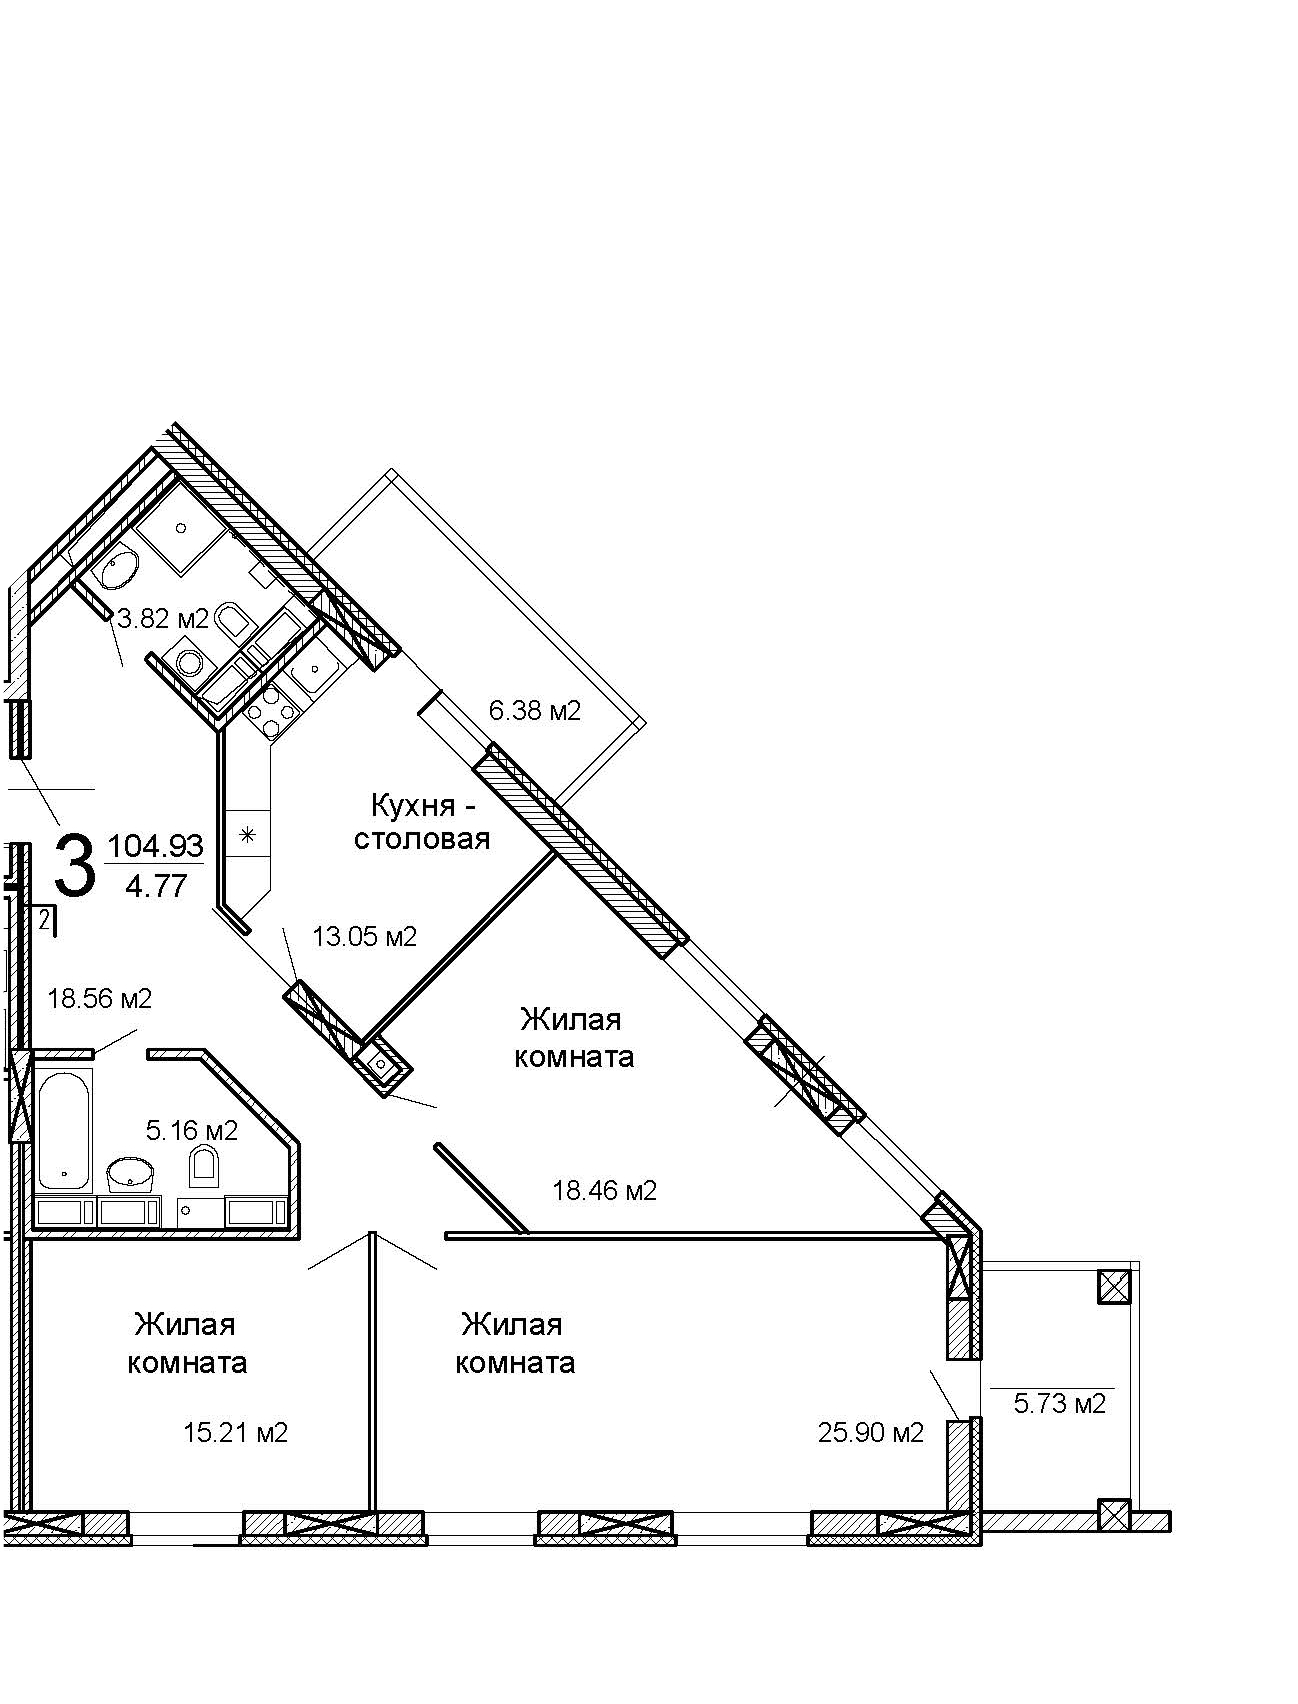 3.82 м2
6.38 м2
Кухня -
столовая
3
104.93
4.77
2
13.05 м2
18.56 м2
Жилая
комната
5.16 м2
18.46 м2
Жилая
комната
Жилая
комната
15.21 м2
25.90 м2
5.73 м2